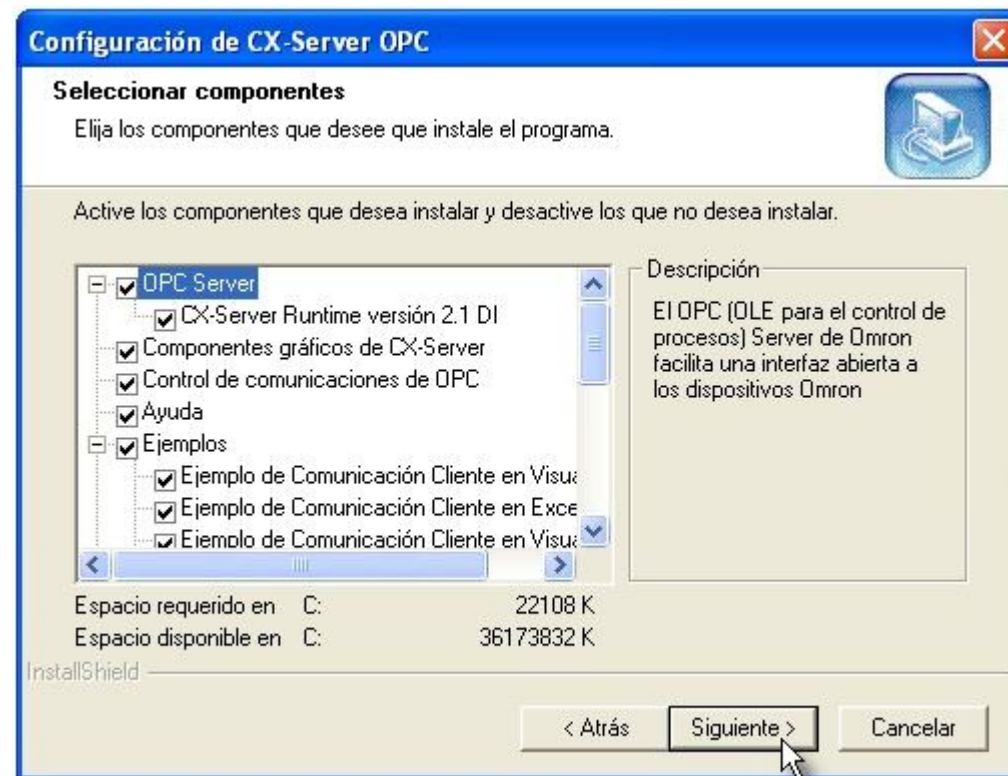 Configuración de CX-Server OPC
Seleccionar componentes
Elija los componentes que desee que instale el programa.
Active los componentes que desea instalar y desactive los que no desea instalar.
OPC Server
CX-Server Runtime versión 2.1 DI
Componentes gráficos de CX-Server
Control de comunicaciones de OPC
Ayuda
Ejemplos
Ejemplo de Comunicación Cliente en Visua
Ejemplo de Comunicación Cliente en Exce
Ejemplo de Comunicación Cliente en Visua
Descripción
El OPC (OLE para el control de
procesos) Server de Omron
facilita una interfaz abierta a
los dispositivos Omron
Espacio requerido en C: 22108 K
Espacio disponible en C: 36173832 K
InstallShield
< Atrás Siguiente > Cancelar